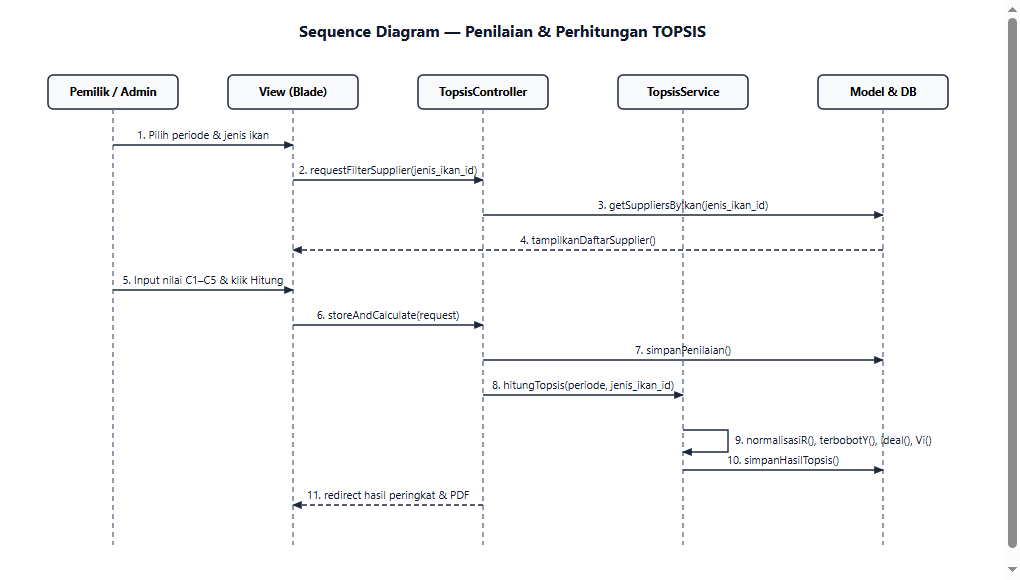 Sequence Diagram — Penilaian & Perhitungan TOPSIS
Pemilik / Admin
View (Blade)
TopsisController
TopsisService
Model & DB
1. Pilih periode & jenis ikan
2. requestFilterSupplier(jenis_ikan_id)
3. getSuppliersByIkan(jenis_ikan_id)
4. tampilkanDaftarSupplier()
5. Input nilai C1–C5 & klik Hitung
6. storeAndCalculate(request)
7. simpanPenilaian()
8. hitungTopsis(periode, jenis_ikan_id)
9. normalisasiR(), terbobotY(), ideal(), Vi()
10. simpanHasilTopsis()
11. redirect hasil peringkat & PDF